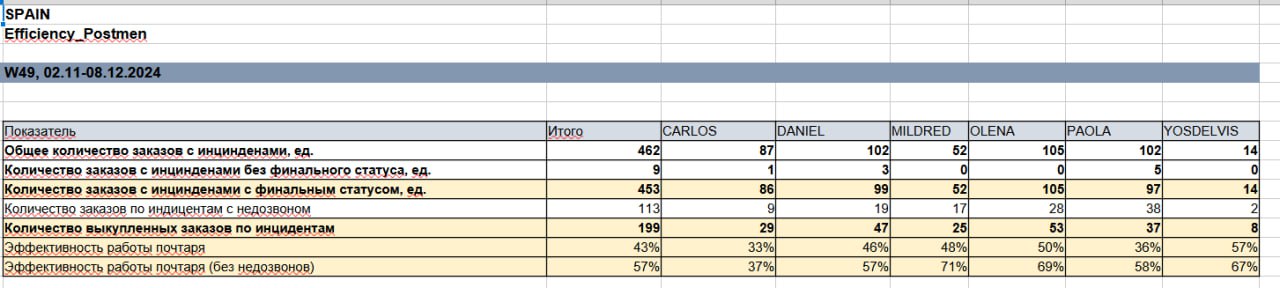 SPAIN
Efficiency_Postmen
W49, 02.11-08.12.2024
Показатель Итого CARLOS DANIEL MILDRED OLENA PAOLA YOSDELVIS
Общее количество заказов с инцинденами, ед. 462 87 102 52 105 102 14
Количество заказов с инцинденами без финального статуса, ед. 9 1 3 0 0 5 0
Количество заказов с инцинденами с финальным статусом, ед. 453 86 99 52 105 97 14
Количество заказов по индицентам с недозвоном 113 9 19 17 28 38 2
Количество выкупленных заказов по инцидентам 199 29 47 25 53 37 8
Эффективность работы почтаря 43% 33% 46% 48% 50% 36% 57%
Эффективность работы почтаря (без недозвонов) 57% 37% 57% 71% 69% 58% 67%